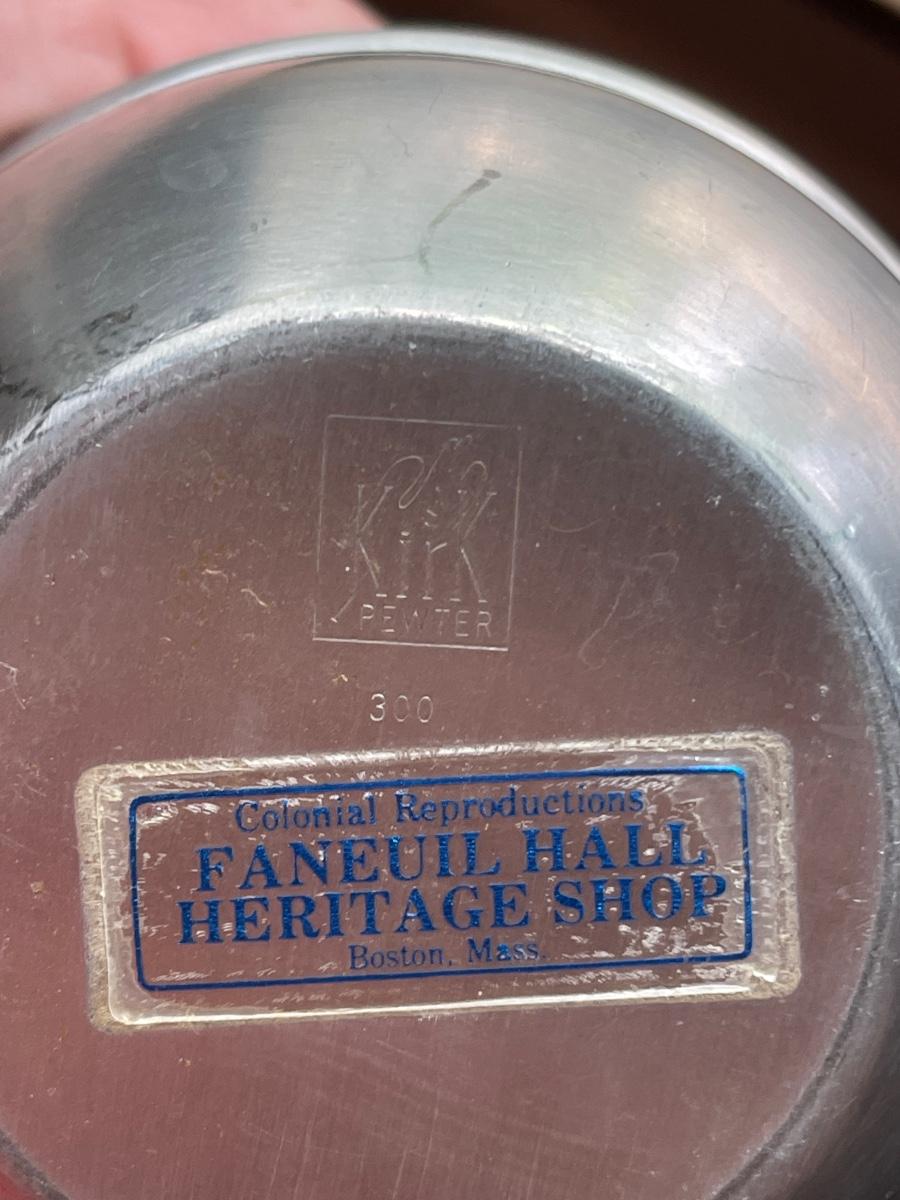 Kirk
PEWTER
300
Colonial Reproductions
FANEUIL HALL
HERITAGE SHOP
Boston, Mass.